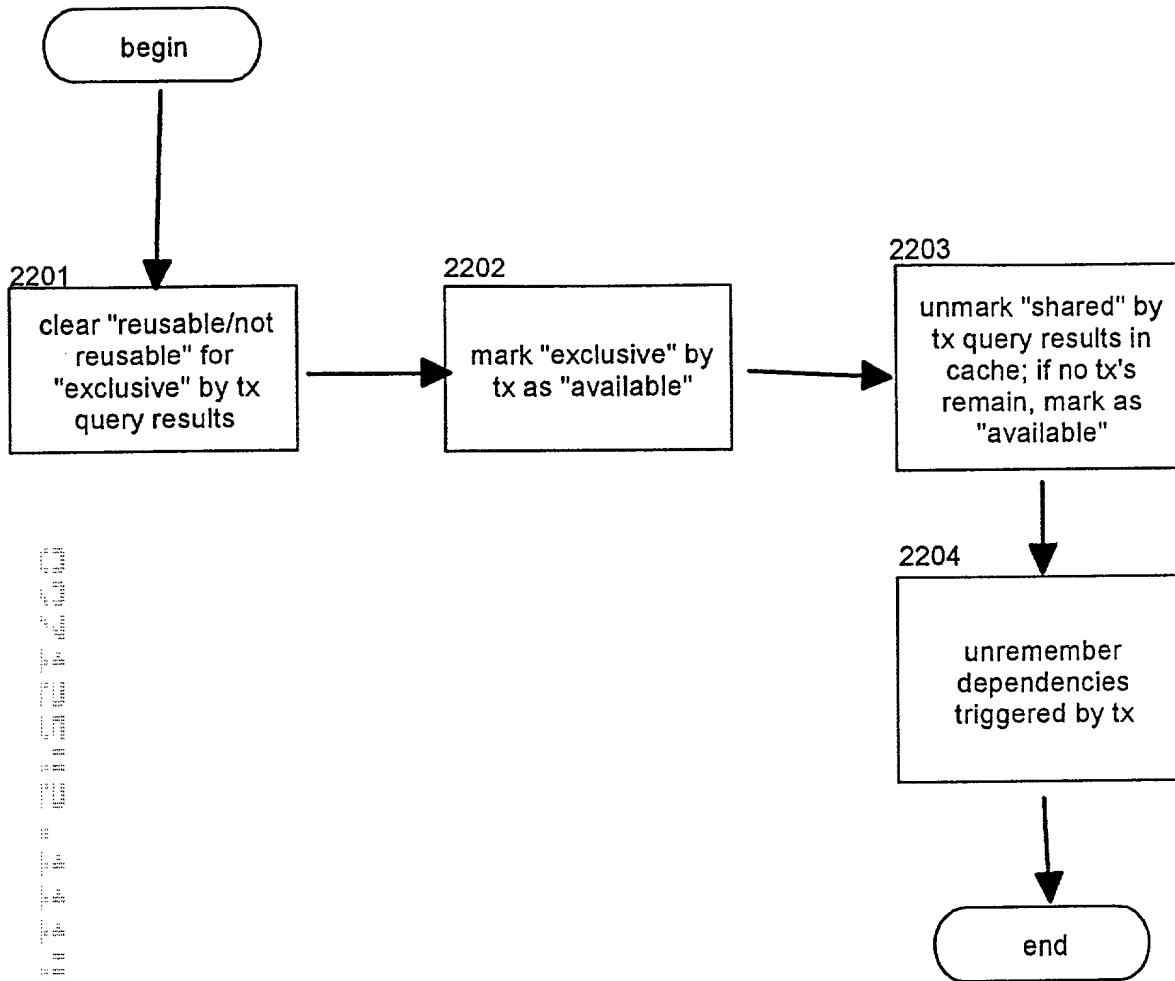 begin
2201
clear "reusable/not
reusable" for
"exclusive" by tx
query results
2202
mark "exclusive" by
tx as "available"
2203
unmark "shared" by
tx query results in
cache; if no tx's
remain, mark as
"available"
2204
unremember
dependencies
triggered by tx
end